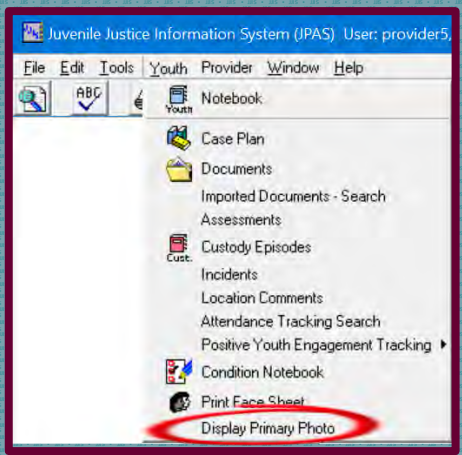 Juvenile Justice Information System (JPAS) User: provider5,
File Edit Tools Youth Provider Window Help
ABC
Youth Notebook
Case Plan
Documents
Imported Documents - Search
Assessments
Cust. Custody Episodes
Incidents
Location Comments
Attendance Tracking Search
Positive Youth Engagement Tracking
Condition Notebook
Print Face Sheet
Display Primary Photo